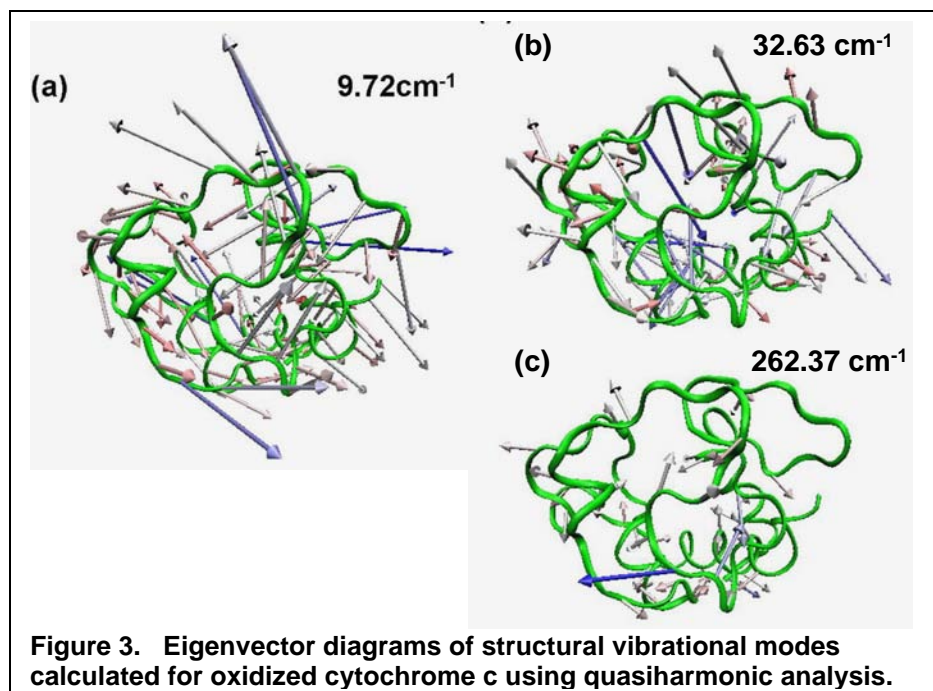 (a)
9.72cm⁻¹
(b)
32.63 cm⁻¹
(c)
262.37 cm⁻¹
Figure 3. Eigenvector diagrams of structural vibrational modes
calculated for oxidized cytochrome c using quasiharmonic analysis.